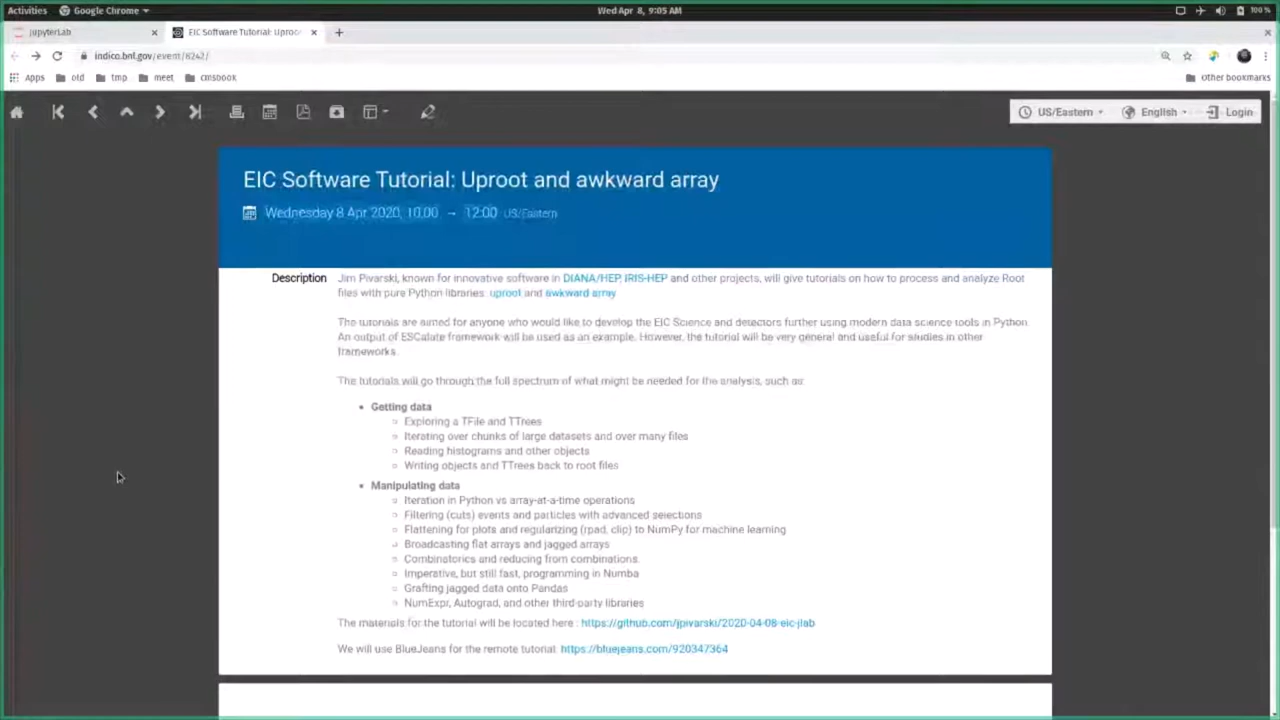 Activities Google Chrome Wed Apr 8, 9:05 AM 100 %
JupyterLab EIC Software Tutorial: Uproot
indico.bnl.gov/event/8242/
Apps old tmp meet cmsbook Other bookmarks
US/Eastern English Login
EIC Software Tutorial: Uproot and awkward array
Wednesday 8 Apr 2020, 10:00 → 12:00 US/Eastern
Description Jim Pivarski, known for innovative software in DIANA/HEP, IRIS-HEP and other projects, will give tutorials on how to process and analyze Root
files with pure Python libraries: uproot and awkward array
The tutorials are aimed for anyone who would like to develop the EIC Science and detectors further using modern data science tools in Python.
An output of ESCalate framework will be used as an example. However, the tutorial will be very general and useful for studies in other
frameworks.
The tutorials will go through the full spectrum of what might be needed for the analysis, such as:
• Getting data
○ Exploring a TFile and TTrees
○ Iterating over chunks of large datasets and over many files
○ Reading histograms and other objects
○ Writing objects and TTrees back to root files
• Manipulating data
○ Iteration in Python vs array-at-a-time operations
○ Filtering (cuts) events and particles with advanced selections
○ Flattening for plots and regularizing (rpad, clip) to NumPy for machine learning
○ Broadcasting flat arrays and jagged arrays
○ Combinatorics and reducing from combinations.
○ Imperative, but still fast, programming in Numba
○ Grafting jagged data onto Pandas
○ NumExpr, Autograd, and other third-party libraries
The materials for the tutorial will be located here : https://github.com/jpivarski/2020-04-08-eic-jlab
We will use BlueJeans for the remote tutorial: https://bluejeans.com/920347364